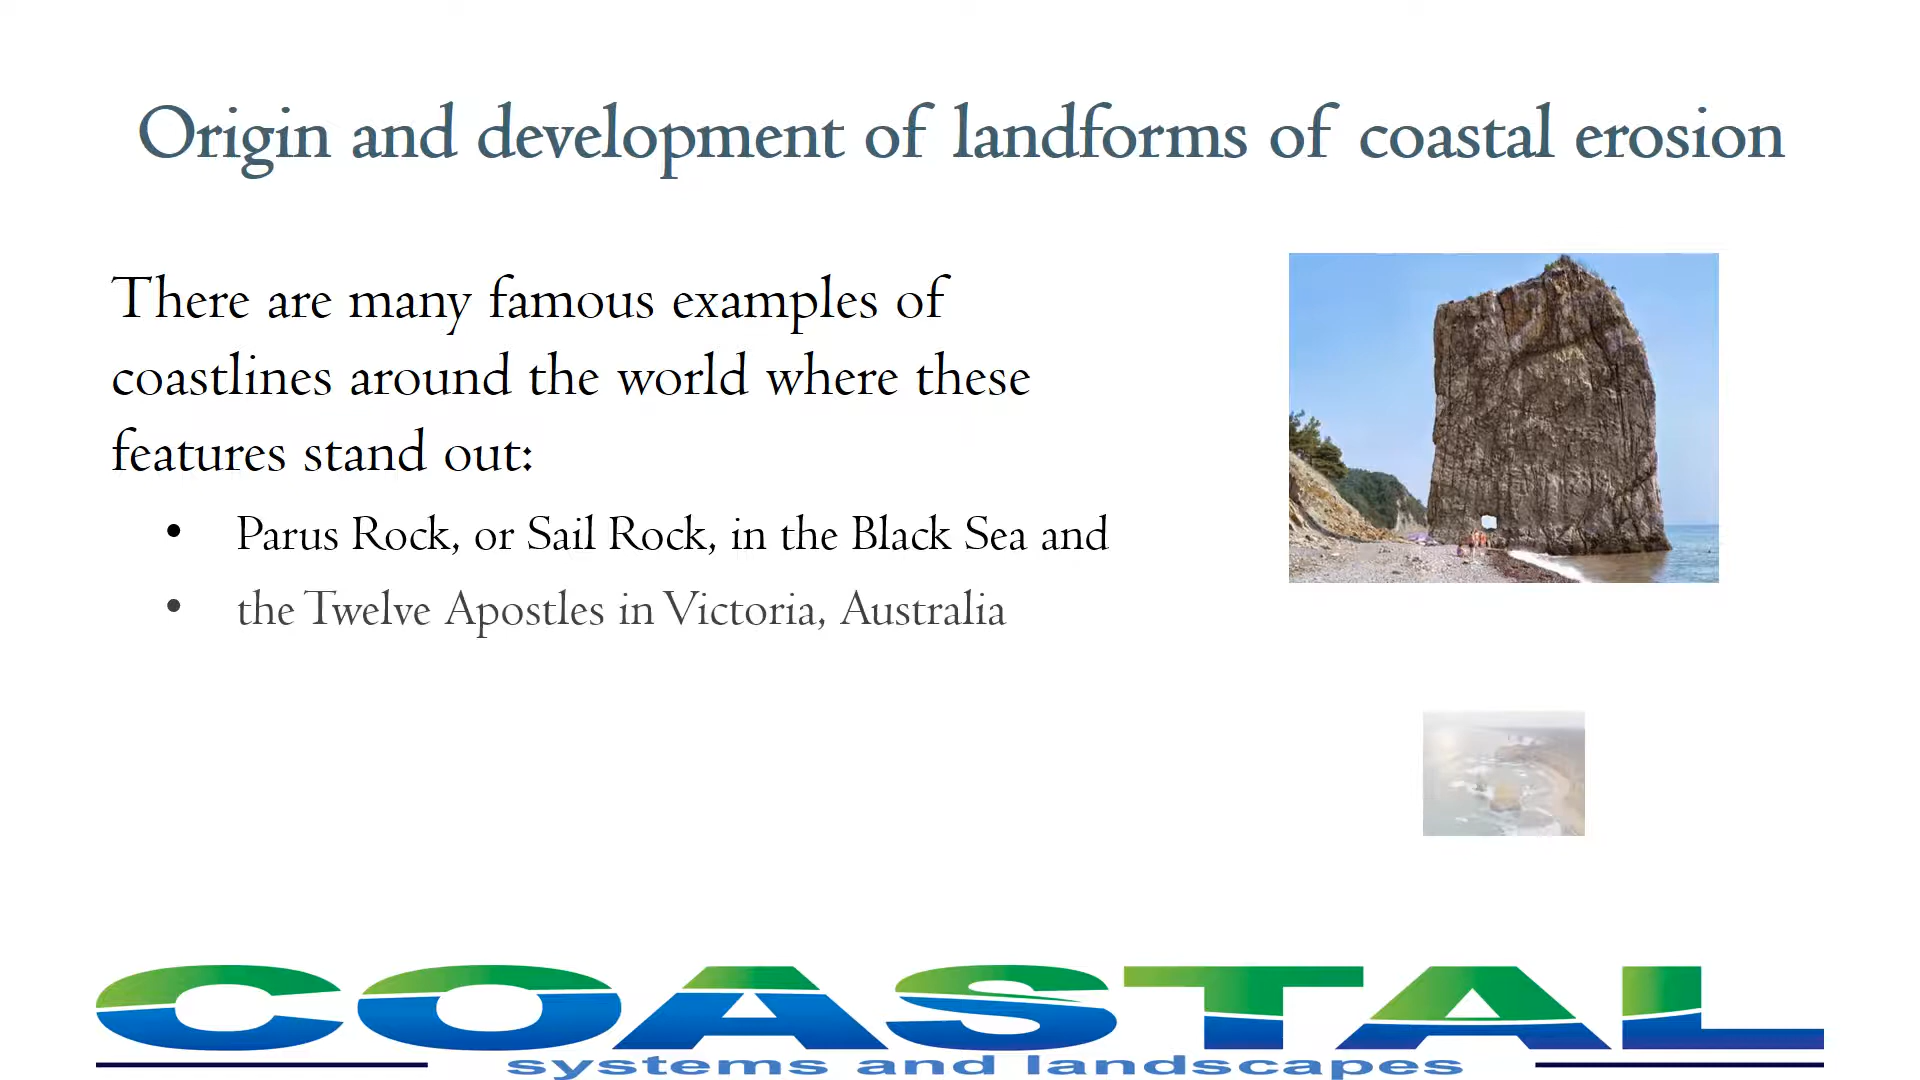 Origin and development of landforms of coastal erosion
There are many famous examples of
coastlines around the world where these
features stand out:
• Parus Rock, or Sail Rock, in the Black Sea and
• the Twelve Apostles in Victoria, Australia
COASTAL
systems and landscapes